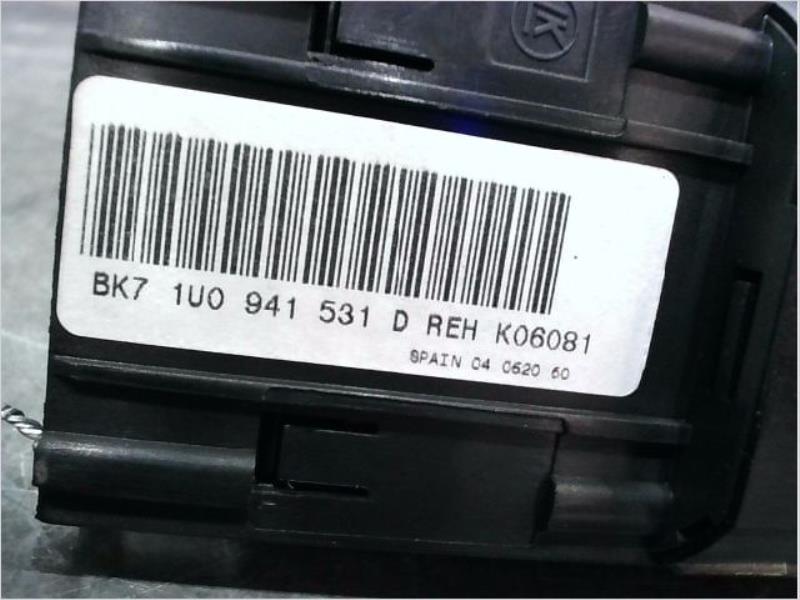 BK7 1U0 941 531 D REH K06081
SPAIN 04 0620 60